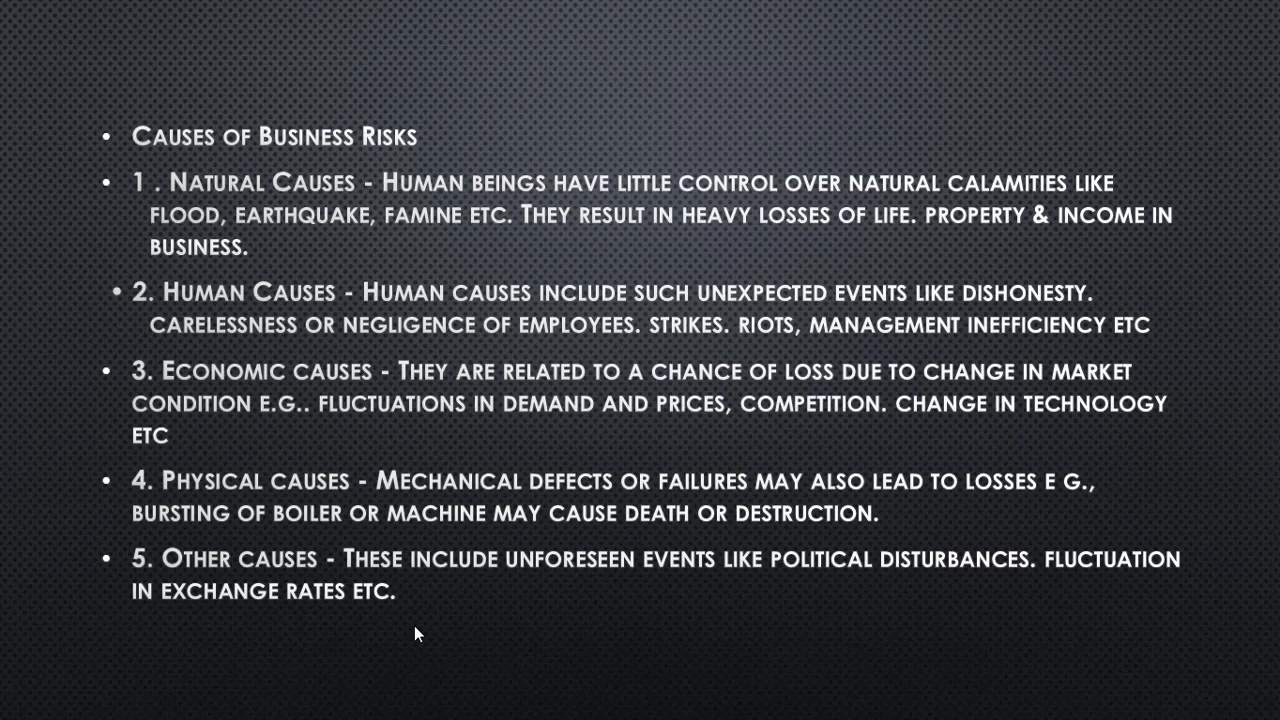 • Causes of Business Risks
• 1 . Natural Causes - Human beings have little control over natural calamities like
flood, earthquake, famine etc. They result in heavy losses of life. property & income in
business.
• 2. Human Causes - Human causes include such unexpected events like dishonesty.
carelessness or negligence of employees. strikes. riots, management inefficiency etc
• 3. Economic causes - They are related to a chance of loss due to change in market
condition e.g.. fluctuations in demand and prices, competition. change in technology
etc
• 4. Physical causes - Mechanical defects or failures may also lead to losses e g.,
bursting of boiler or machine may cause death or destruction.
• 5. Other causes - These include unforeseen events like political disturbances. fluctuation
in exchange rates etc.